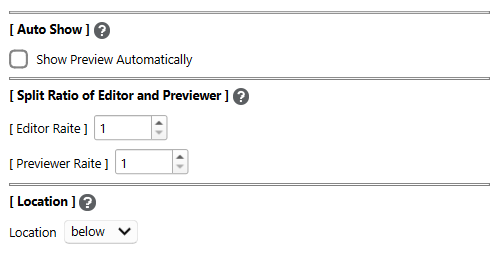 [ Auto Show ] ?
Show Preview Automatically
[ Split Ratio of Editor and Previewer ] ?
[ Editor Raite ] 1
[ Previewer Raite ] 1
[ Location ] ?
Location below